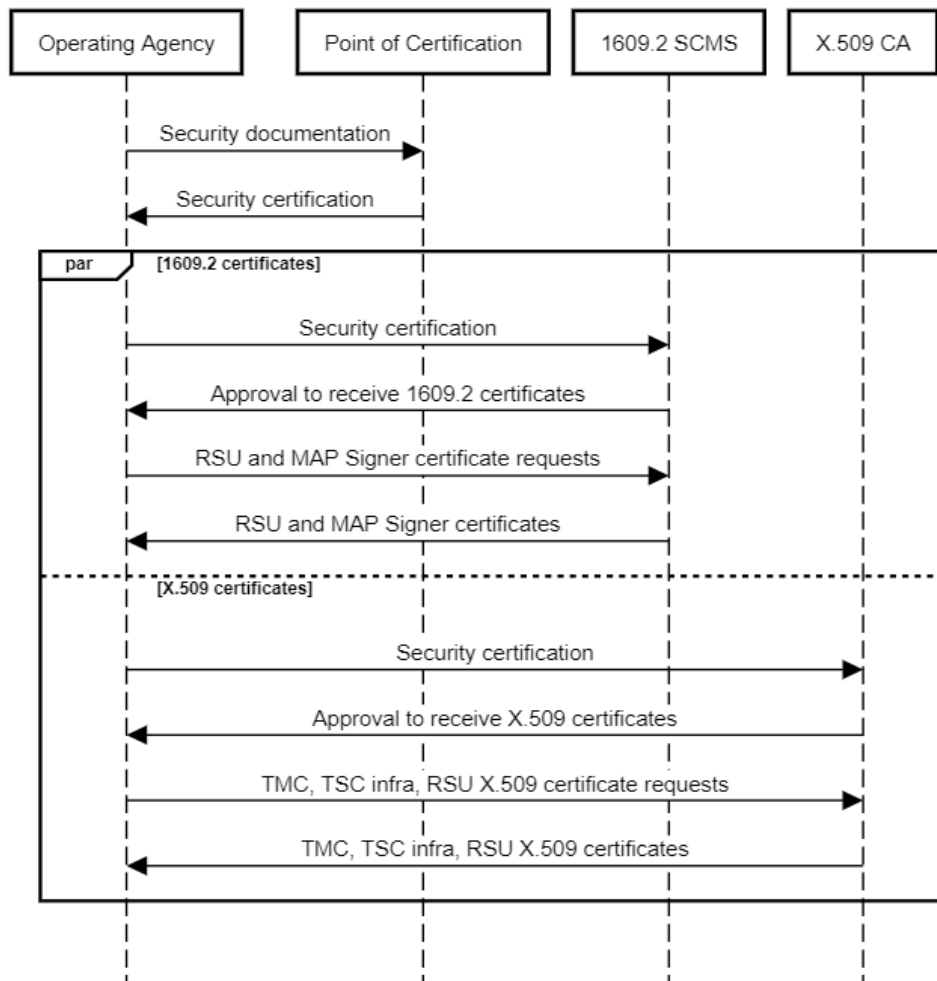 Operating Agency
Point of Certification
1609.2 SCMS
X.509 CA
Security documentation
Security certification
par
[1609.2 certificates]
Security certification
Approval to receive 1609.2 certificates
RSU and MAP Signer certificate requests
RSU and MAP Signer certificates
[X.509 certificates]
Security certification
Approval to receive X.509 certificates
TMC, TSC infra, RSU X.509 certificate requests
TMC, TSC infra, RSU X.509 certificates